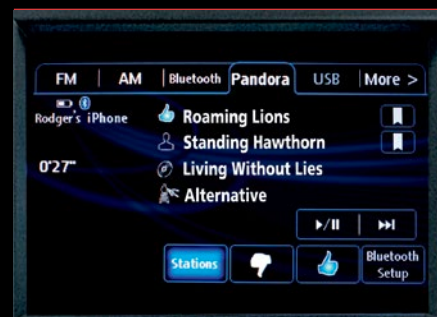 FM AM Bluetooth Pandora USB More >
Rodger's iPhone
Roaming Lions
Standing Hawthorn
0'27"
Living Without Lies
Alternative
Stations
Bluetooth
Setup